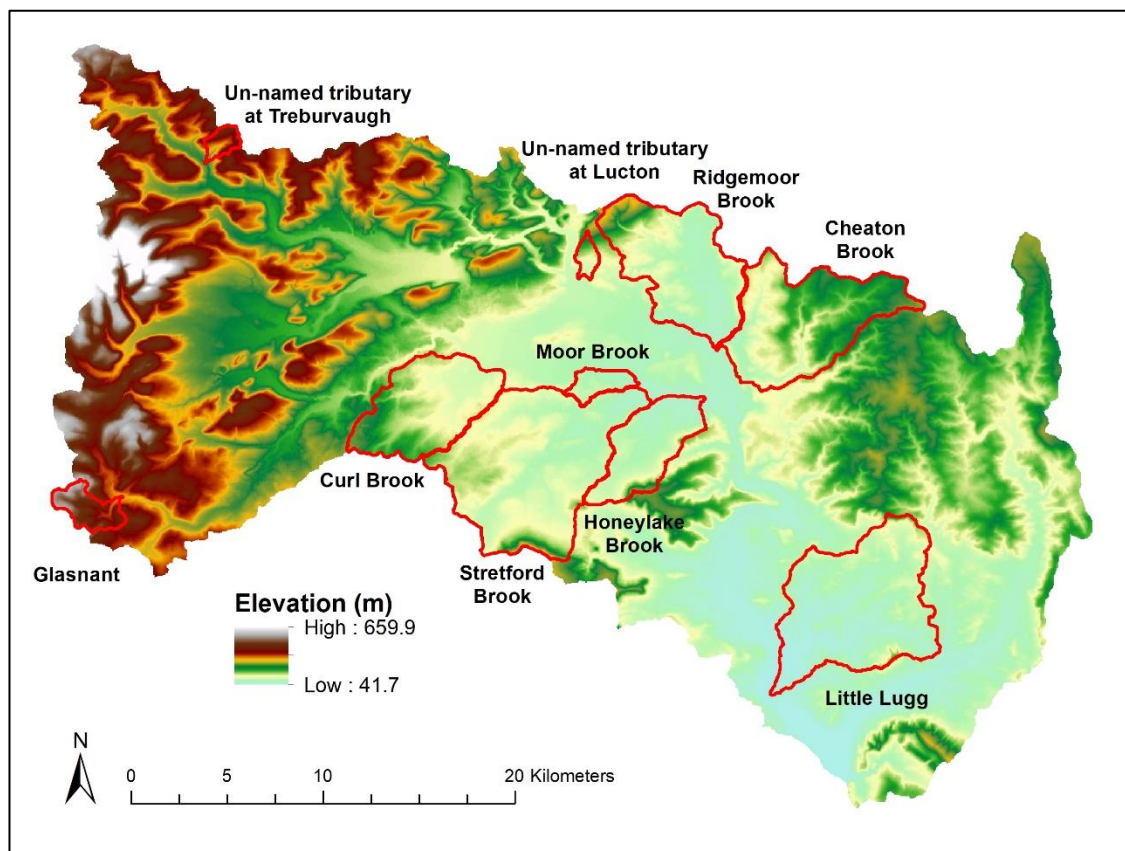 Un-named tributary
at Treburvaugh
Un-named tributary
at Lucton
Ridgemoor
Brook
Cheaton
Brook
Moor Brook
Curl Brook
Honeylake
Brook
Glasnant
Stretford
Brook
Elevation (m)
High : 659.9
Low : 41.7
Little Lugg
N
0 5 10 20 Kilometers